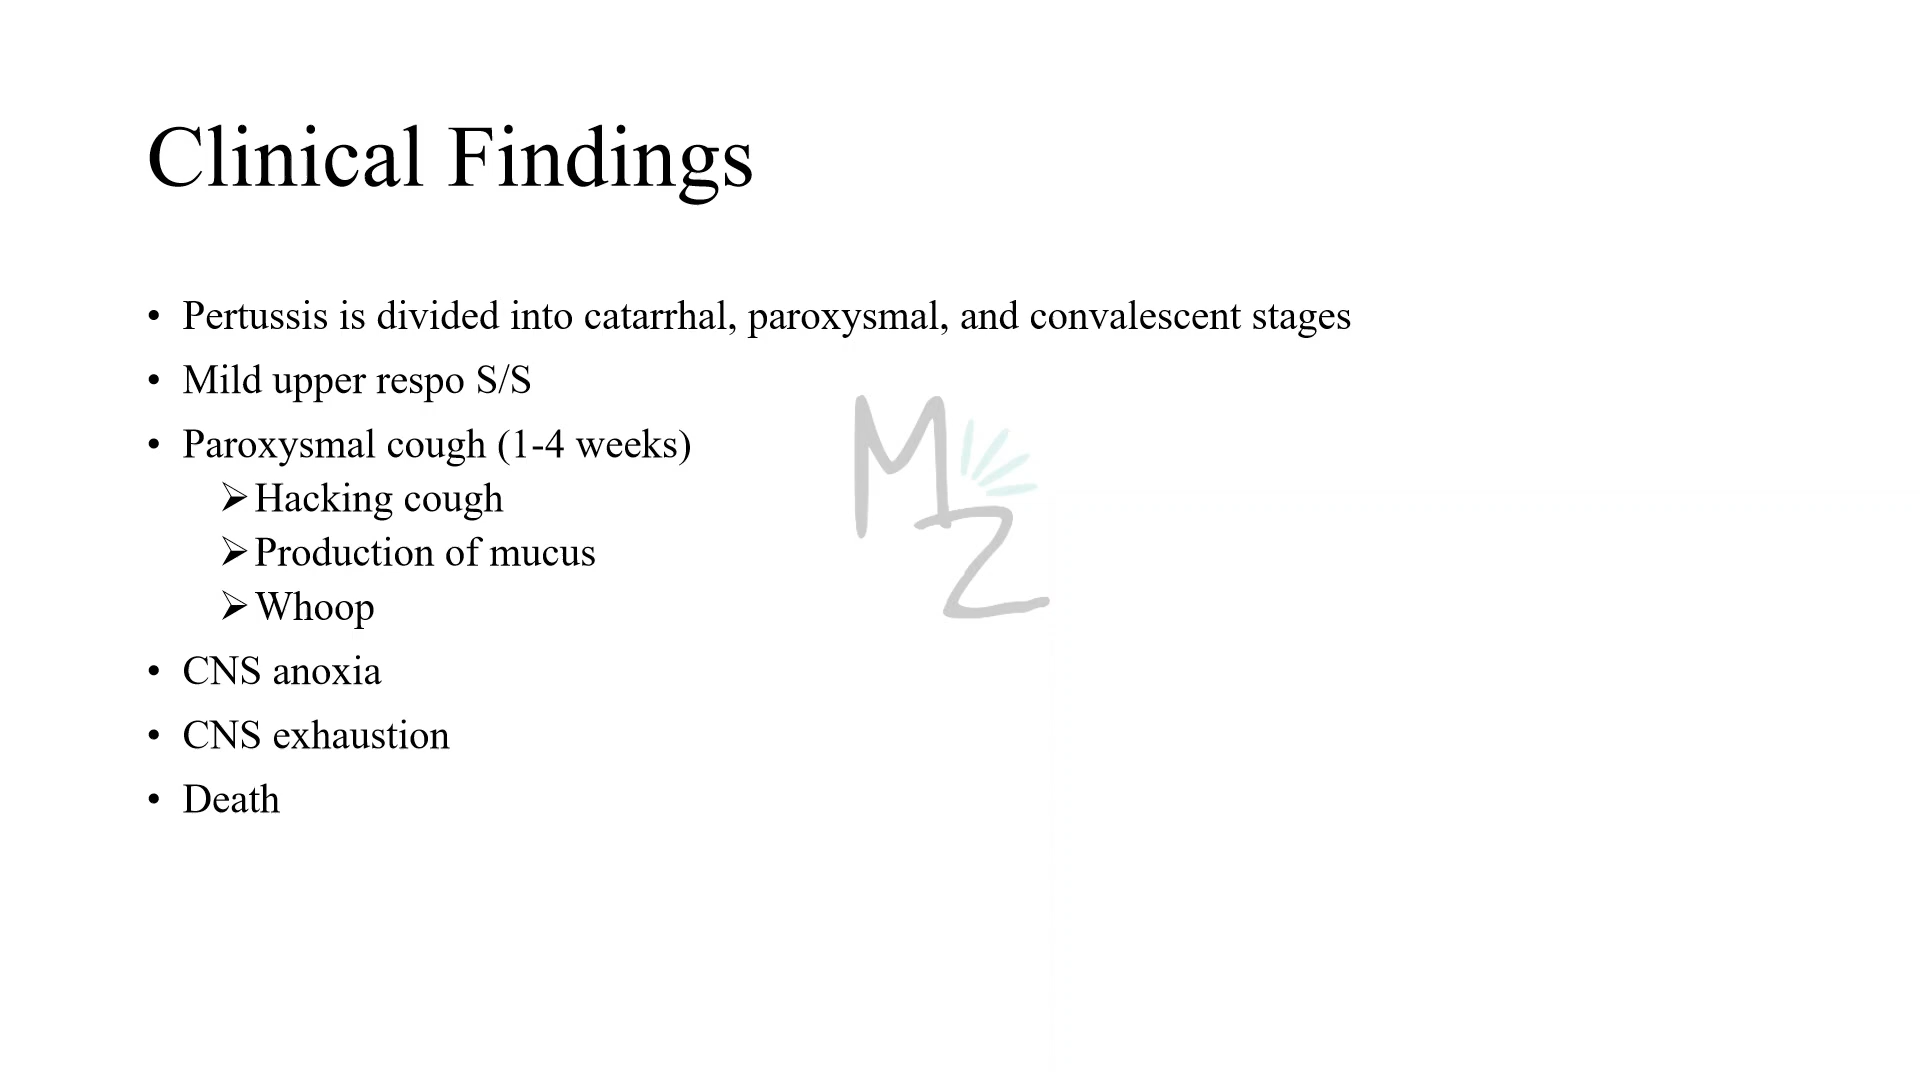 Clinical Findings
• Pertussis is divided into catarrhal, paroxysmal, and convalescent stages
• Mild upper respo S/S
• Paroxysmal cough (1-4 weeks)
➢ Hacking cough
➢ Production of mucus
➢ Whoop
• CNS anoxia
• CNS exhaustion
• Death
MZ